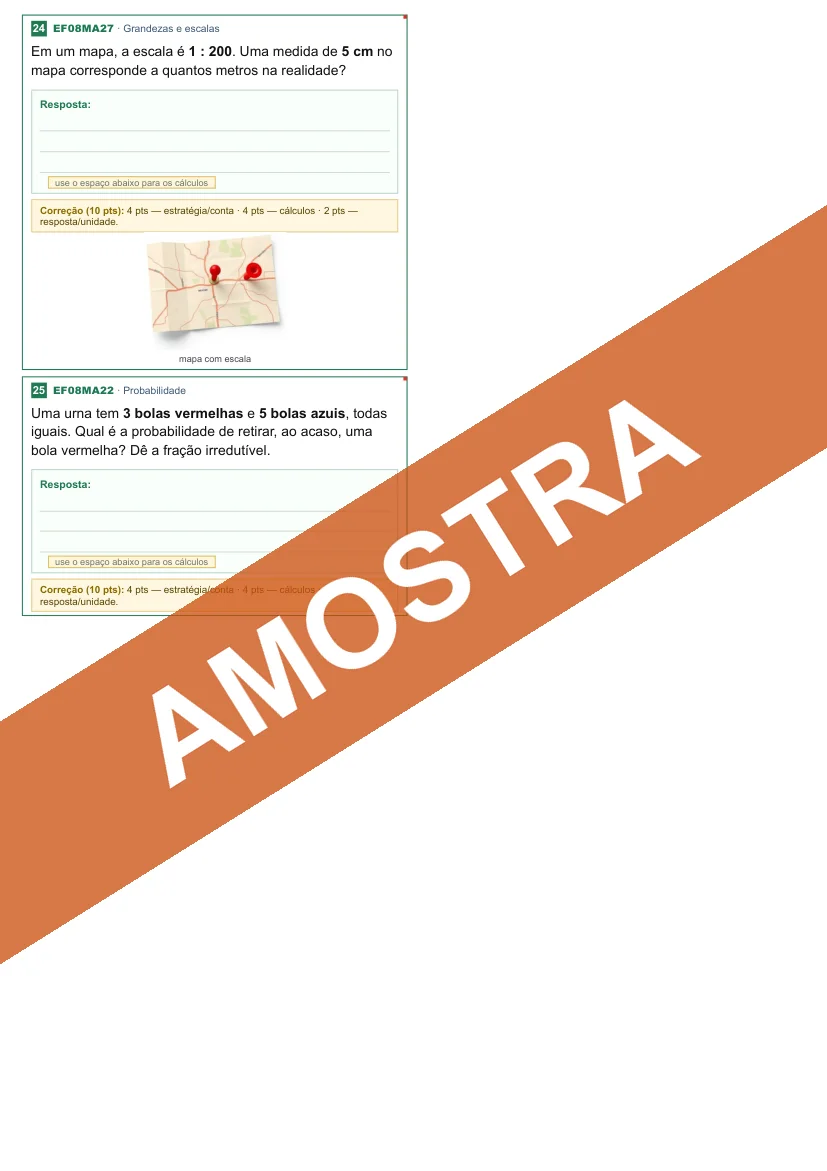 24 EF08MA27 · Grandezas e escalas
Em um mapa, a escala é 1 : 200. Uma medida de 5 cm no
mapa corresponde a quantos metros na realidade?
Resposta:
use o espaço abaixo para os cálculos
Correção (10 pts): 4 pts — estratégia/conta · 4 pts — cálculos · 2 pts —
resposta/unidade.
mapa com escala
25 EF08MA22 · Probabilidade
Uma urna tem 3 bolas vermelhas e 5 bolas azuis, todas
iguais. Qual é a probabilidade de retirar, ao acaso, uma
bola vermelha? Dê a fração irredutível.
Resposta:
use o espaço abaixo para os cálculos
Correção (10 pts): 4 pts — estratégia/conta · 4 pts — cálculos ·
resposta/unidade.
AMOSTRA